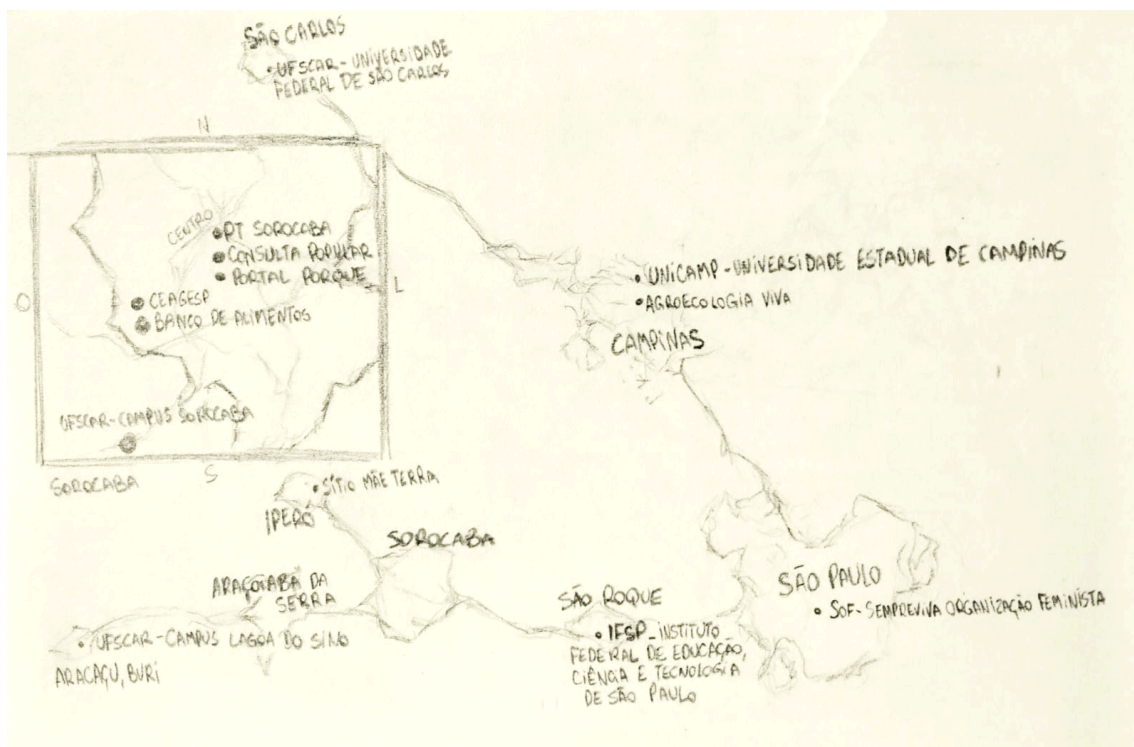 SÃO CARLOS
• UFSCAR - UNIVERSIDADE
FEDERAL DE SÃO CARLOS
N
CENTRO
• PT SOROCABA
• CONSULTA POPULAR
• PORTAL PORQUE
O
L
• CEAGESP
• BANCO DE ALIMENTOS
UFSCAR-CAMPUS SOROCABA
SOROCABA
S
• UNICAMP - UNIVERSIDADE ESTADUAL DE CAMPINAS
• AGROECOLOGIA VIVA
CAMPINAS
• SÍTIO MÃE TERRA
IPERÓ
SOROCABA
ARAÇOIABA DA
SERRA
• UFSCAR - CAMPUS LAGOA DO SINO
ARACAÇU, BURI
SÃO ROQUE
• IFSP - INSTITUTO
FEDERAL DE EDUCAÇÃO,
CIÊNCIA E TECNOLOGIA
DE SÃO PAULO
SÃO PAULO
• SOF - SEMPREVIVA ORGANIZAÇÃO FEMINISTA